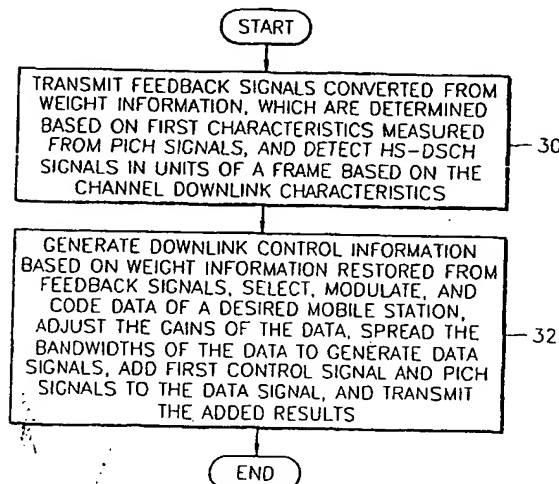 START
TRANSMIT FEEDBACK SIGNALS CONVERTED FROM
WEIGHT INFORMATION, WHICH ARE DETERMINED
BASED ON FIRST CHARACTERISTICS MEASURED
FROM PICH SIGNALS, AND DETECT HS-DSCH
SIGNALS IN UNITS OF A FRAME BASED ON THE
CHANNEL DOWNLINK CHARACTERISTICS
30
GENERATE DOWNLINK CONTROL INFORMATION
BASED ON WEIGHT INFORMATION RESTORED FROM
FEEDBACK SIGNALS, SELECT, MODULATE, AND
CODE DATA OF A DESIRED MOBILE STATION,
ADJUST THE GAINS OF THE DATA, SPREAD THE
BANDWIDTHS OF THE DATA TO GENERATE DATA
SIGNALS, ADD FIRST CONTROL SIGNAL AND PICH
SIGNALS TO THE DATA SIGNAL, AND TRANSMIT
THE ADDED RESULTS
32
END